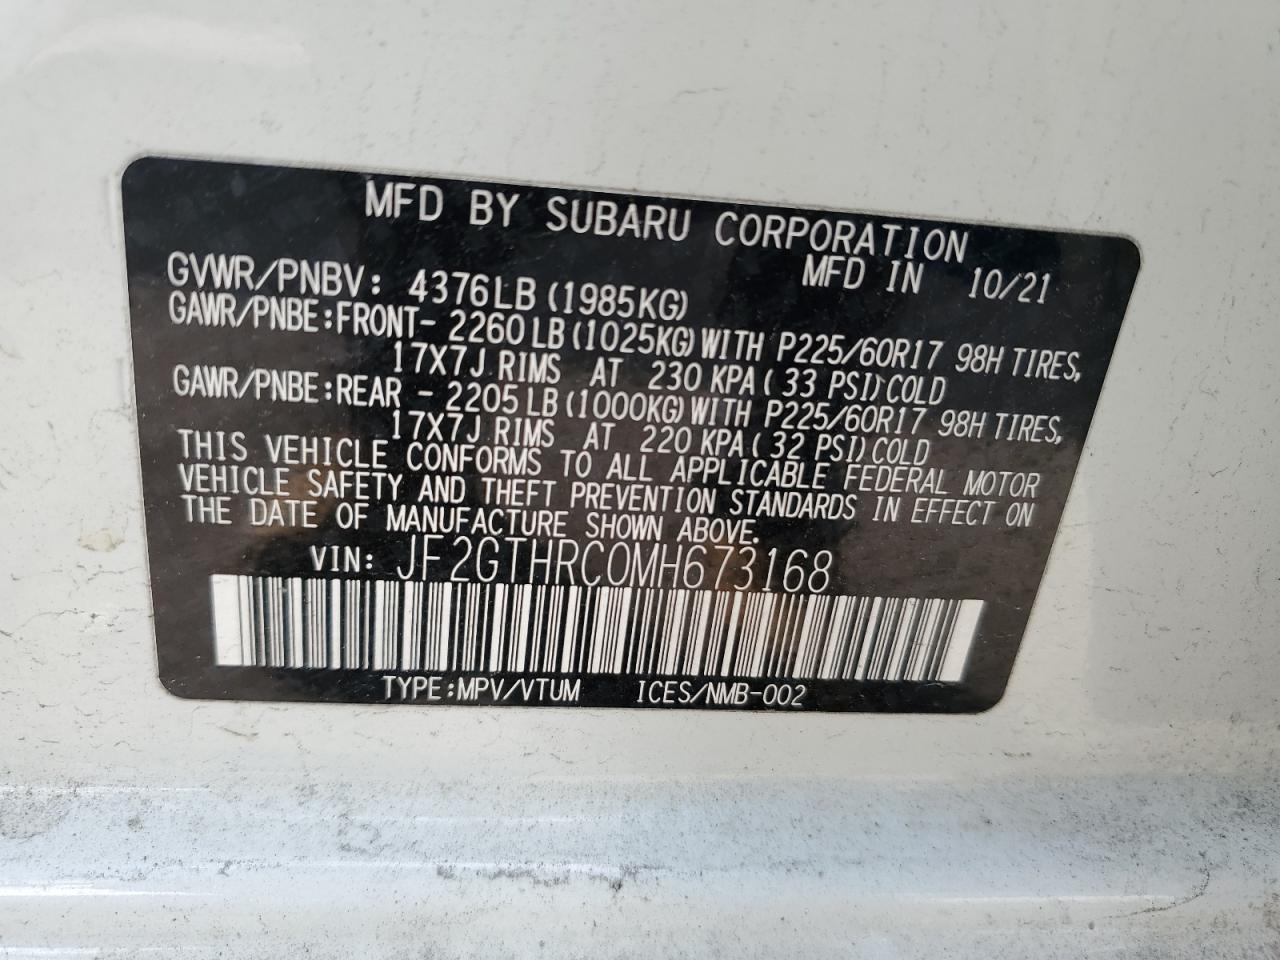 MFD BY SUBARU CORPORATION
MFD IN 10/21
GVWR/PNBV: 4376LB (1985KG)
GAWR/PNBE:FRONT- 2260 LB (1025KG) WITH P225/60R17 98H TIRES,
17X7J RIMS AT 230 KPA ( 33 PSI) COLD
GAWR/PNBE:REAR - 2205 LB (1000KG) WITH P225/60R17 98H TIRES,
17X7J RIMS AT 220 KPA ( 32 PSI) COLD
THIS VEHICLE CONFORMS TO ALL APPLICABLE FEDERAL MOTOR
VEHICLE SAFETY AND THEFT PREVENTION STANDARDS IN EFFECT ON
THE DATE OF MANUFACTURE SHOWN ABOVE.
VIN: JF2GTHRC0MH673168
TYPE:MPV/VTUM ICES/NMB-002